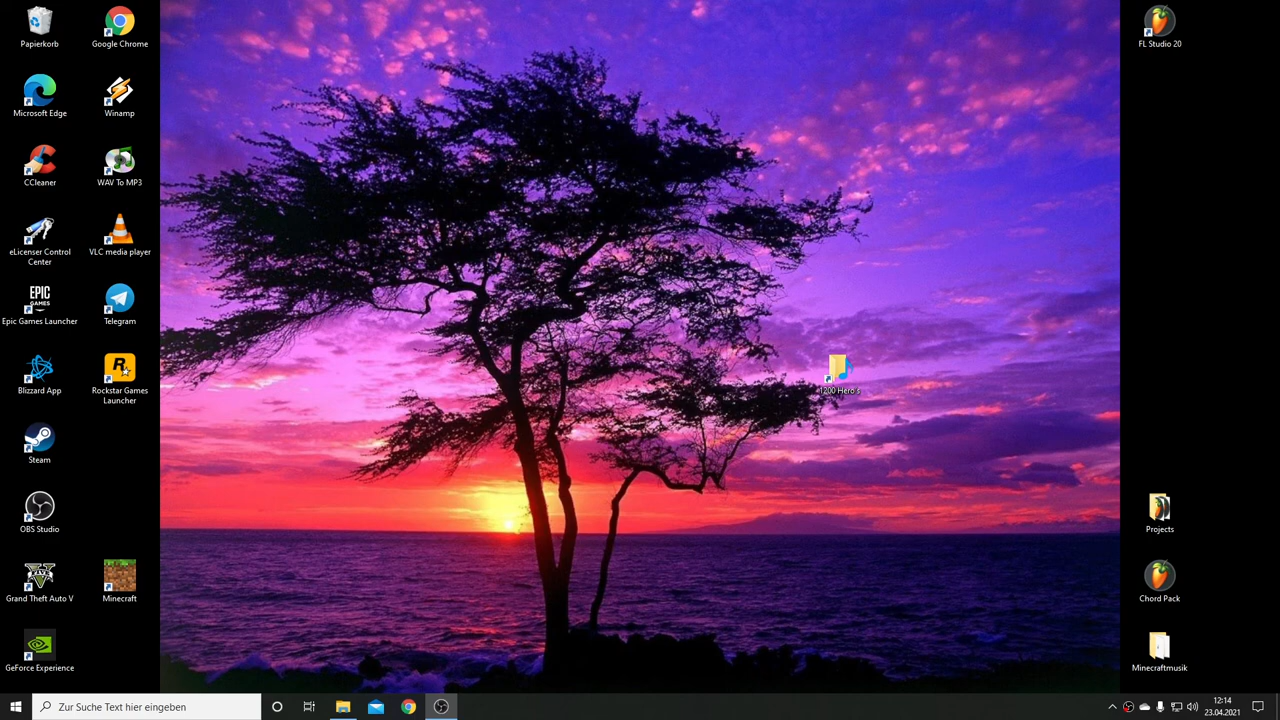 Papierkorb
Google Chrome
FL Studio 20
Microsoft Edge
Winamp
CCleaner
WAV To MP3
eLicenser Control
Center
VLC media player
EPIC
GAMES
Epic Games Launcher
Telegram
Blizzard App
R
Rockstar Games
Launcher
1200 Hero's
Steam
OBS Studio
Projects
Grand Theft Auto V
Minecraft
Chord Pack
GeForce Experience
Minecraftmusik
Zur Suche Text hier eingeben
12:14
23.04.2021